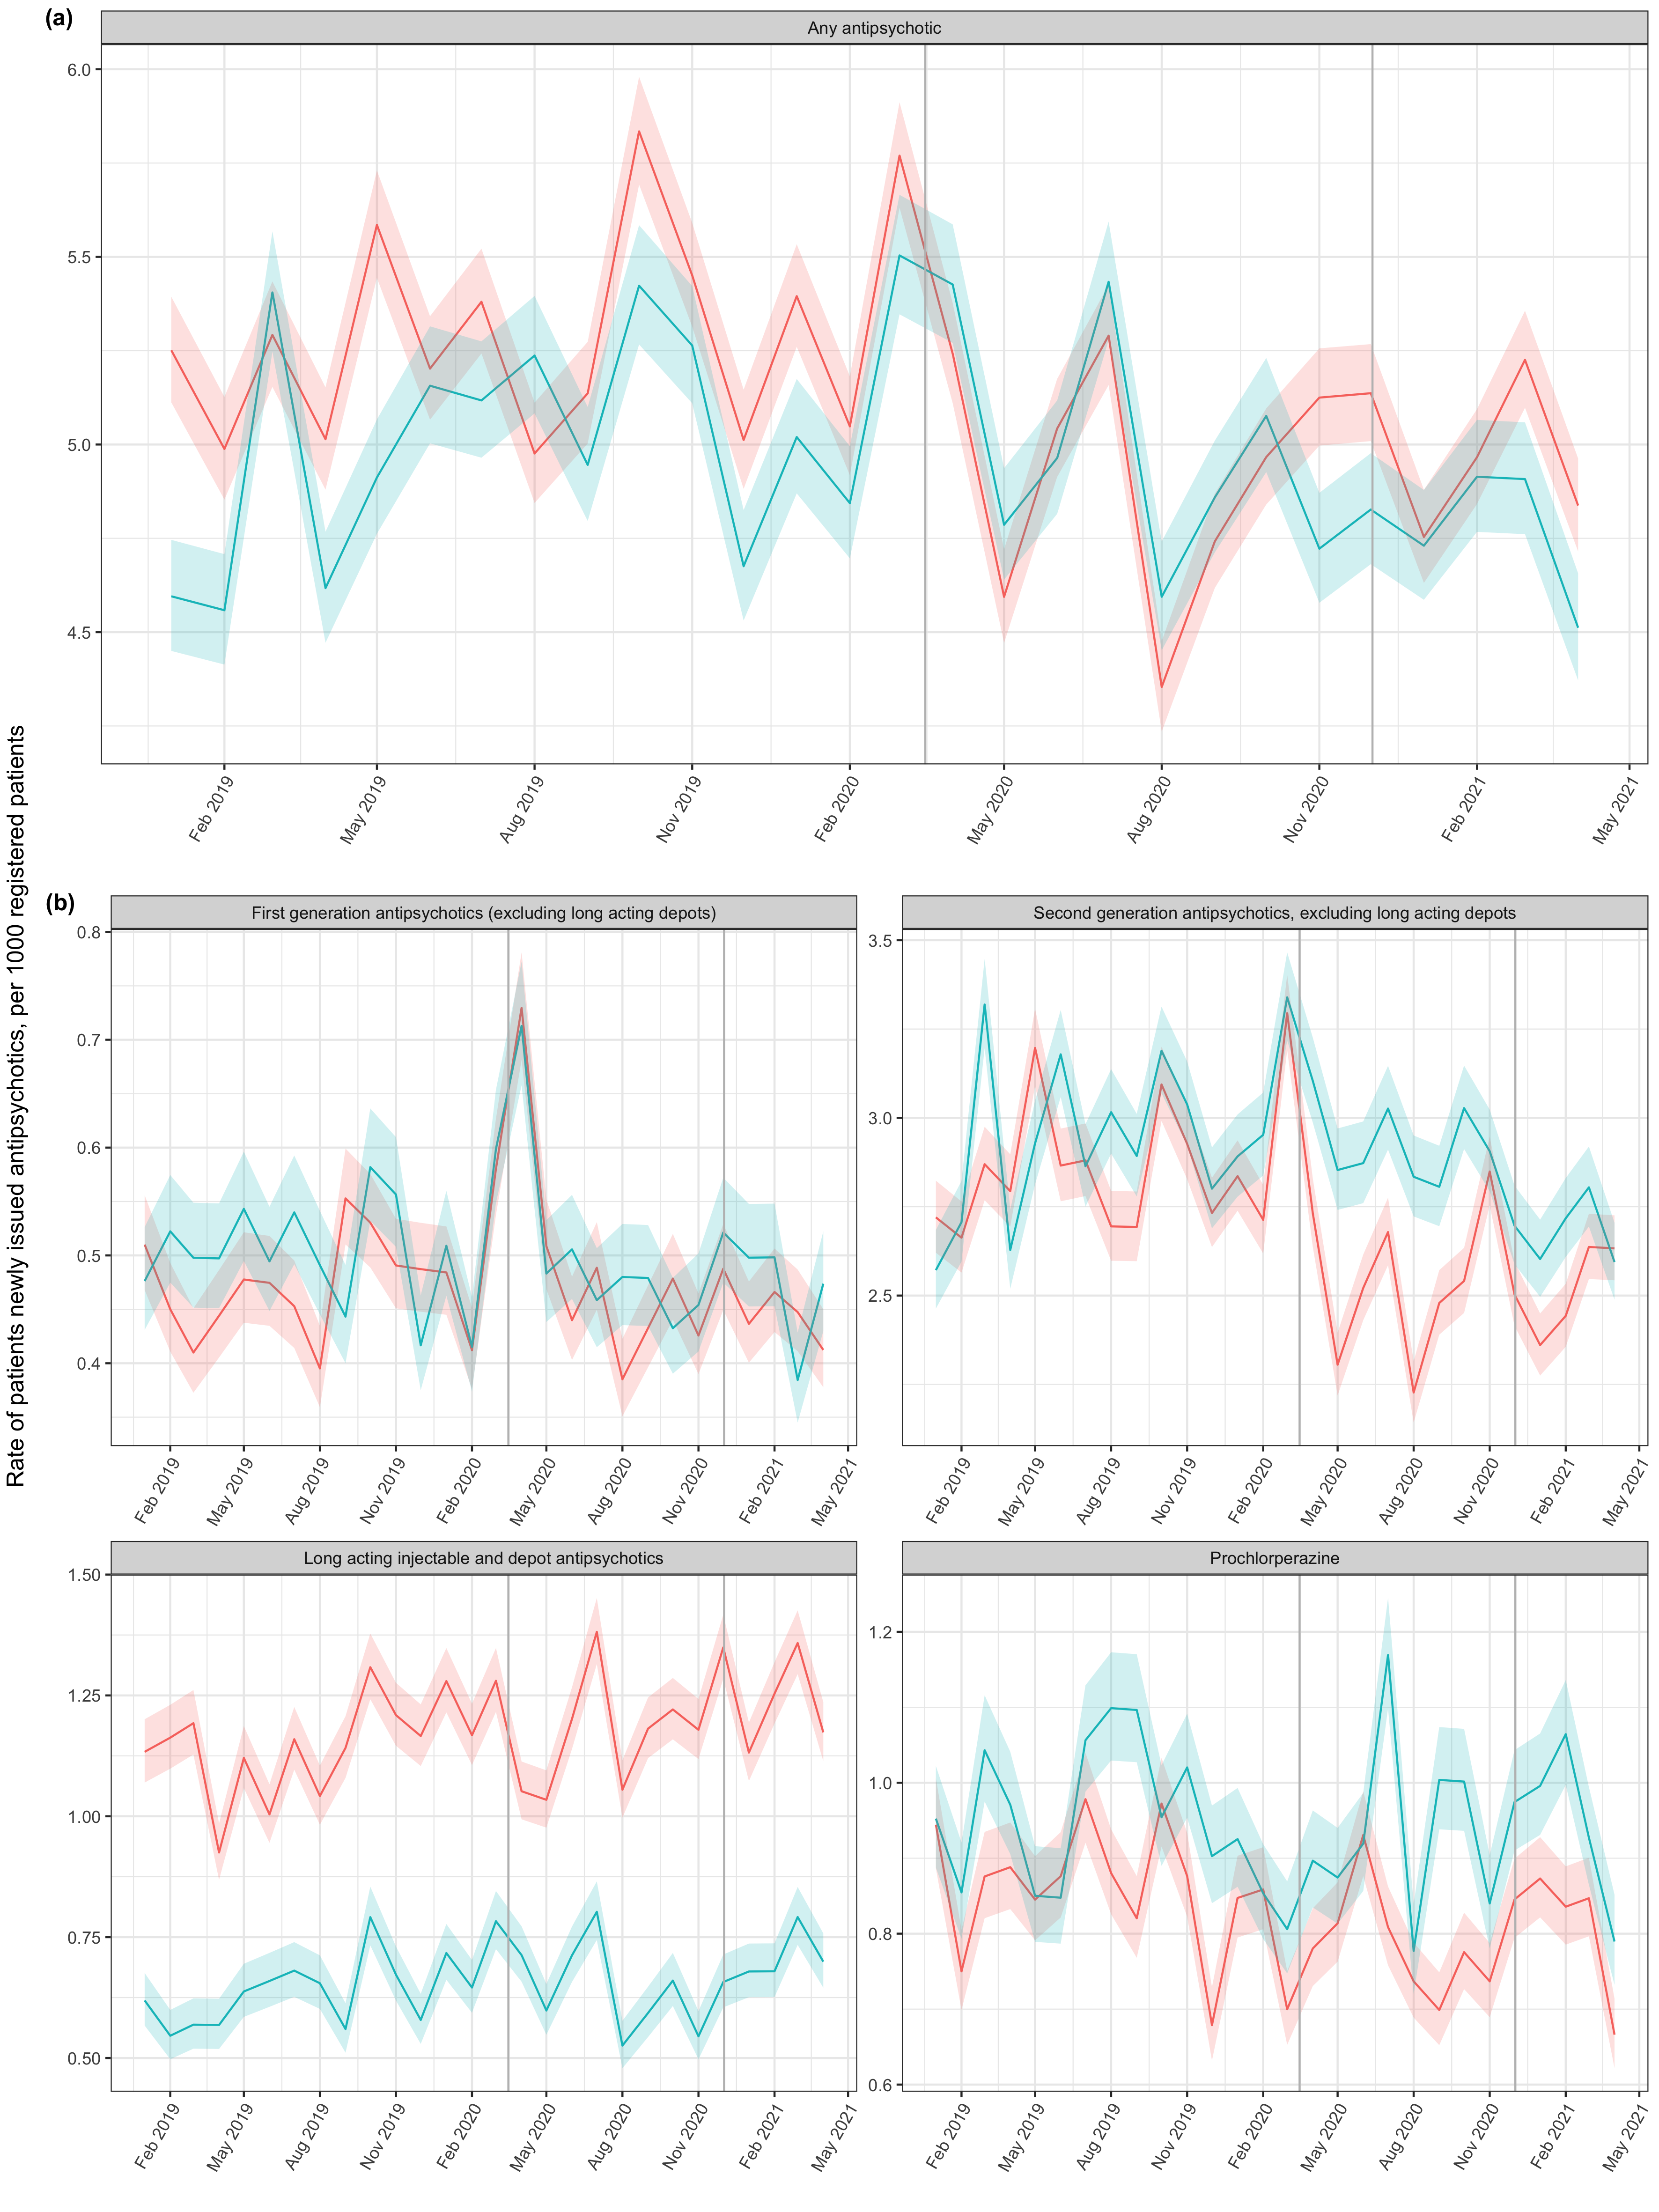 (a)
Any antipsychotic
6.0
5.5
5.0
4.5
Feb 2019
May 2019
Aug 2019
Nov 2019
Feb 2020
May 2020
Aug 2020
Nov 2020
Feb 2021
May 2021
Rate of patients newly issued antipsychotics, per 1000 registered patients
(b)
First generation antipsychotics (excluding long acting depots)
0.8
0.7
0.6
0.5
0.4
Feb 2019
May 2019
Aug 2019
Nov 2019
Feb 2020
May 2020
Aug 2020
Nov 2020
Feb 2021
May 2021
Second generation antipsychotics, excluding long acting depots
3.5
3.0
2.5
Feb 2019
May 2019
Aug 2019
Nov 2019
Feb 2020
May 2020
Aug 2020
Nov 2020
Feb 2021
May 2021
Long acting injectable and depot antipsychotics
1.50
1.25
1.00
0.75
0.50
Feb 2019
May 2019
Aug 2019
Nov 2019
Feb 2020
May 2020
Aug 2020
Nov 2020
Feb 2021
May 2021
Prochlorperazine
1.2
1.0
0.8
0.6
Feb 2019
May 2019
Aug 2019
Nov 2019
Feb 2020
May 2020
Aug 2020
Nov 2020
Feb 2021
May 2021